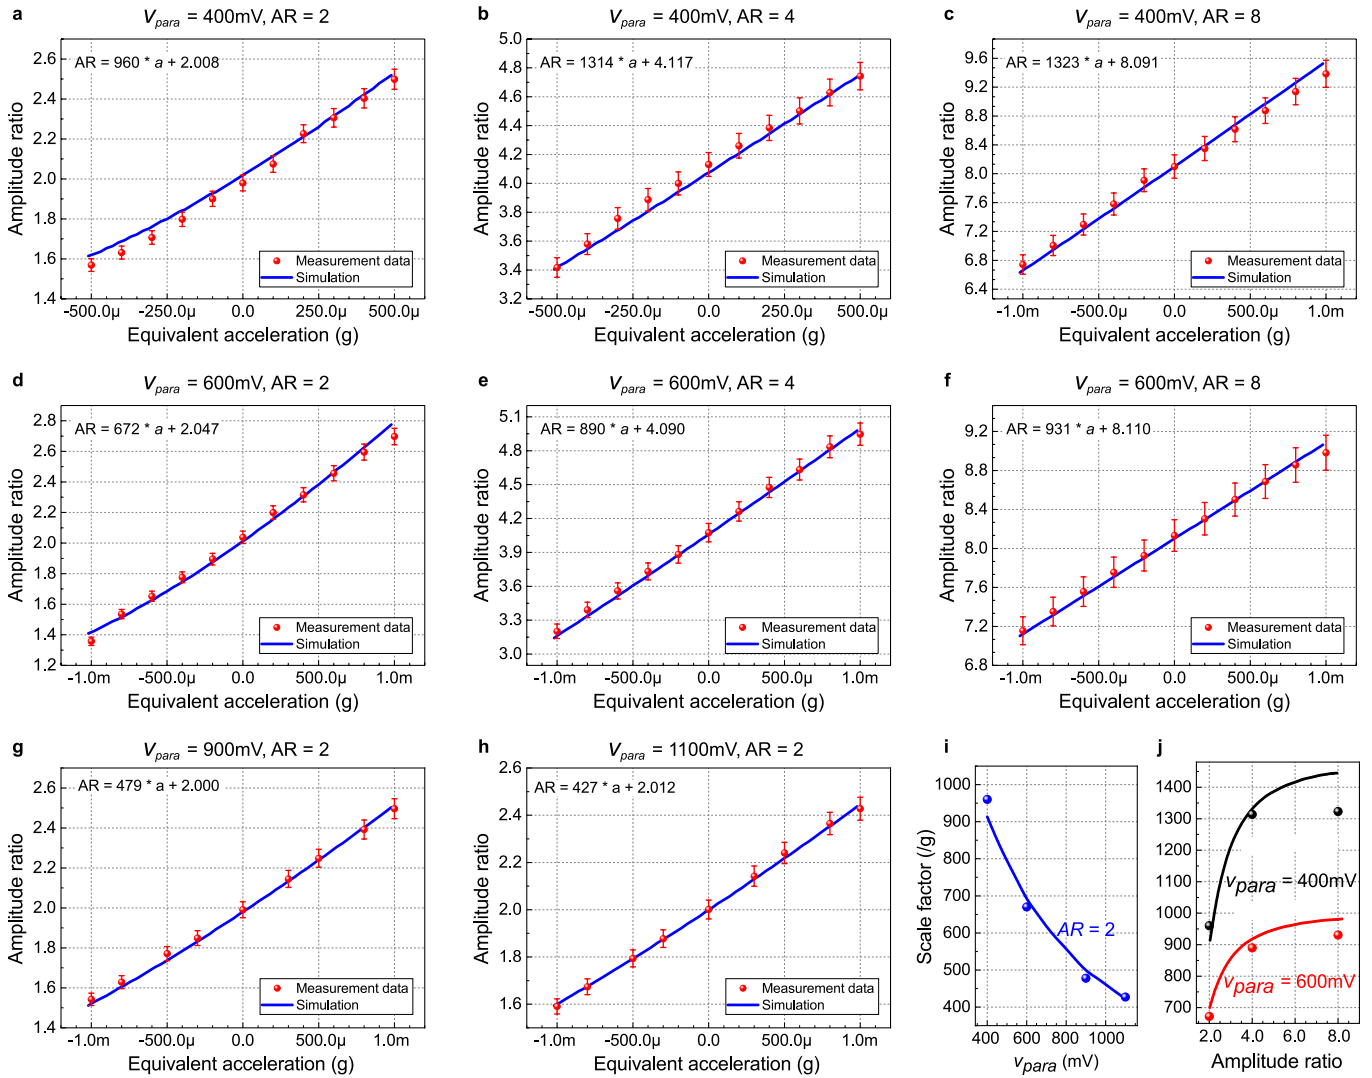 a V_para = 400mV, AR = 2
AR = 960 * a + 2.008
Amplitude ratio
2.6
2.4
2.2
2.0
1.8
1.6
1.4
Measurement data
Simulation
-500.0μ -250.0μ 0.0 250.0μ 500.0μ
Equivalent acceleration (g)
b V_para = 400mV, AR = 4
AR = 1314 * a + 4.117
Amplitude ratio
5.0
4.8
4.6
4.4
4.2
4.0
3.8
3.6
3.4
3.2
Measurement data
Simulation
-500.0μ -250.0μ 0.0 250.0μ 500.0μ
Equivalent acceleration (g)
c V_para = 400mV, AR = 8
AR = 1323 * a + 8.091
Amplitude ratio
9.6
9.2
8.8
8.4
8.0
7.6
7.2
6.8
6.4
Measurement data
Simulation
-1.0m -500.0μ 0.0 500.0μ 1.0m
Equivalent acceleration (g)
d V_para = 600mV, AR = 2
AR = 672 * a + 2.047
Amplitude ratio
2.8
2.6
2.4
2.2
2.0
1.8
1.6
1.4
1.2
Measurement data
Simulation
-1.0m -500.0μ 0.0 500.0μ 1.0m
Equivalent acceleration (g)
e V_para = 600mV, AR = 4
AR = 890 * a + 4.090
Amplitude ratio
5.1
4.8
4.5
4.2
3.9
3.6
3.3
3.0
Measurement data
Simulation
-1.0m -500.0μ 0.0 500.0μ 1.0m
Equivalent acceleration (g)
f V_para = 600mV, AR = 8
AR = 931 * a + 8.110
Amplitude ratio
9.2
8.8
8.4
8.0
7.6
7.2
6.8
Measurement data
Simulation
-1.0m -500.0μ 0.0 500.0μ 1.0m
Equivalent acceleration (g)
g V_para = 900mV, AR = 2
AR = 479 * a + 2.000
Amplitude ratio
2.6
2.4
2.2
2.0
1.8
1.6
1.4
Measurement data
Simulation
-1.0m -500.0μ 0.0 500.0μ 1.0m
Equivalent acceleration (g)
h V_para = 1100mV, AR = 2
AR = 427 * a + 2.012
Amplitude ratio
2.6
2.4
2.2
2.0
1.8
1.6
Measurement data
Simulation
-1.0m -500.0μ 0.0 500.0μ 1.0m
Equivalent acceleration (g)
i
Scale factor (/g)
1000
900
800
700
600
500
400
AR = 2
400 600 800 1000
v_para (mV)
j
1400
1300
1200
1100
1000
900
800
700
v_para = 400mV
v_para = 600mV
2.0 4.0 6.0 8.0
Amplitude ratio